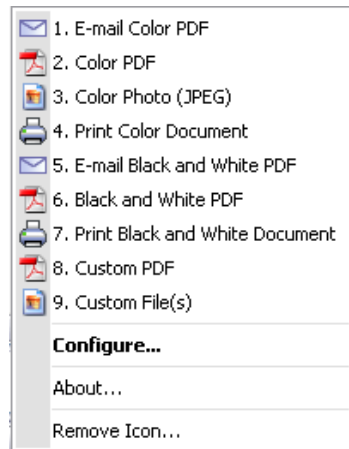 1. E-mail Color PDF
2. Color PDF
3. Color Photo (JPEG)
4. Print Color Document
5. E-mail Black and White PDF
6. Black and White PDF
7. Print Black and White Document
8. Custom PDF
9. Custom File(s)
Configure...
About...
Remove Icon...